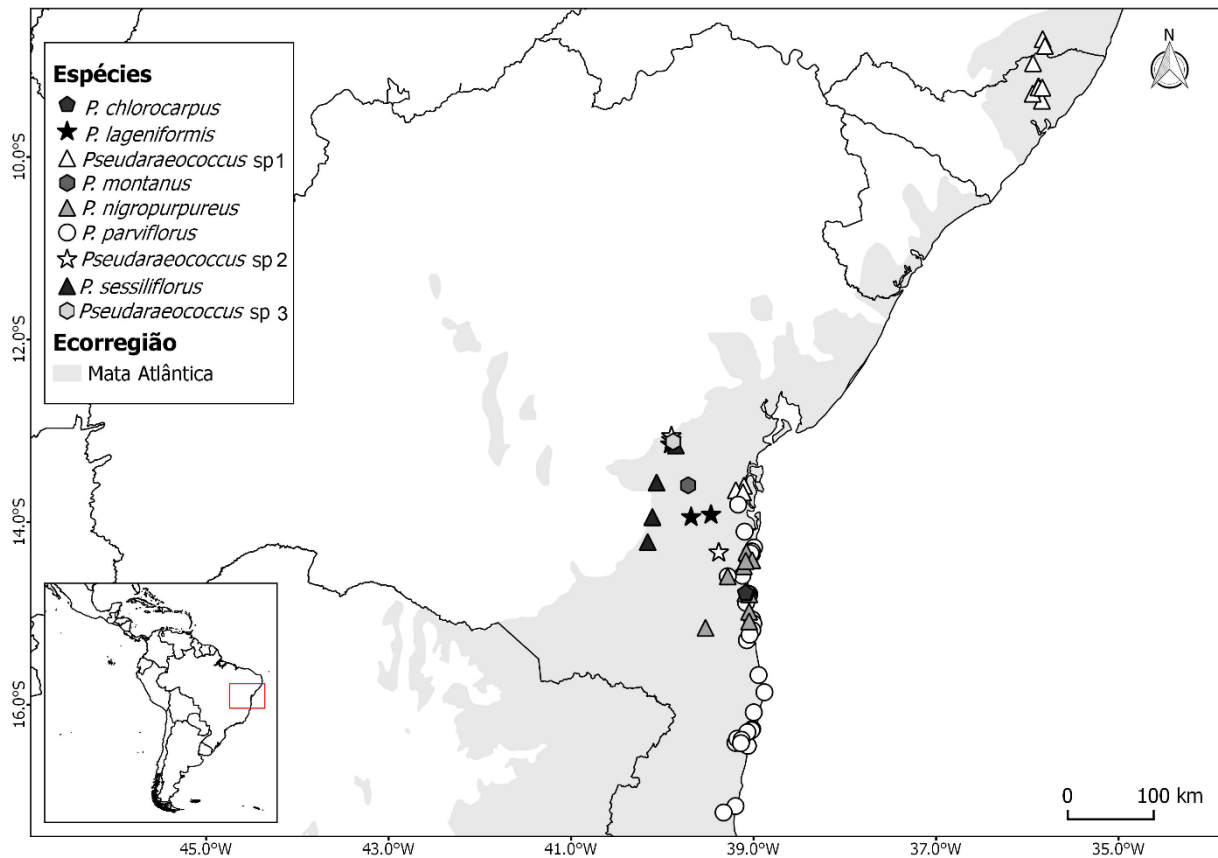 N
Espécies
P. chlorocarpus
P. lageniformis
Pseudaraeococcus sp1
P. montanus
P. nigropurpureus
P. parviflorus
Pseudaraeococcus sp 2
P. sessiliflorus
Pseudaraeococcus sp 3
Ecorregião
Mata Atlântica
10.0°S
12.0°S
14.0°S
16.0°S
0 100 km
45.0°W 43.0°W 41.0°W 39.0°W 37.0°W 35.0°W